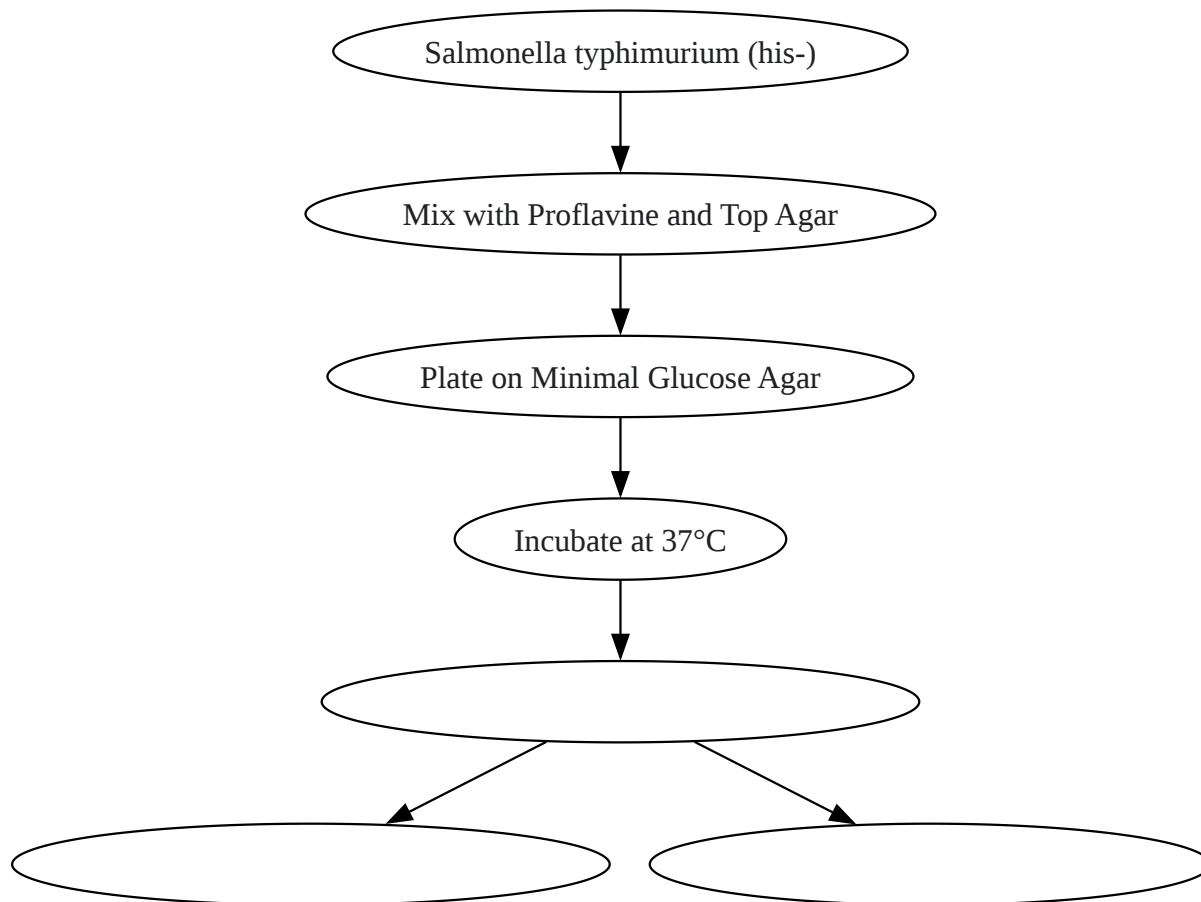 Salmonella typhimurium (his-)
Mix with Proflavine and Top Agar
Plate on Minimal Glucose Agar
Incubate at 37°C